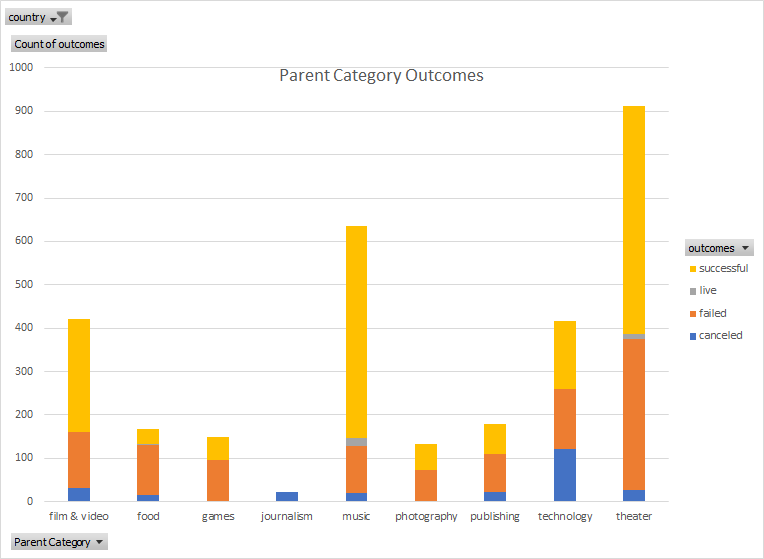 country
Count of outcomes
Parent Category Outcomes
1000
900
800
700
600
500
400
300
200
100
0
film & video food games journalism music photography publishing technology theater
outcomes
successful
live
failed
canceled
Parent Category